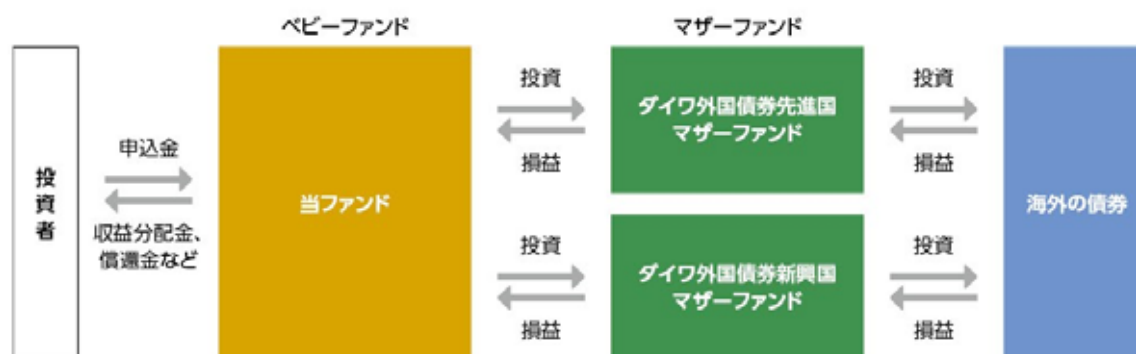 ベビーファンド
マザーファンド
投資者
申込金
収益分配金、
償還金など
当ファンド
投資
損益
ダイワ外国債券先進国
マザーファンド
投資
損益
投資
損益
ダイワ外国債券新興国
マザーファンド
投資
損益
海外の債券